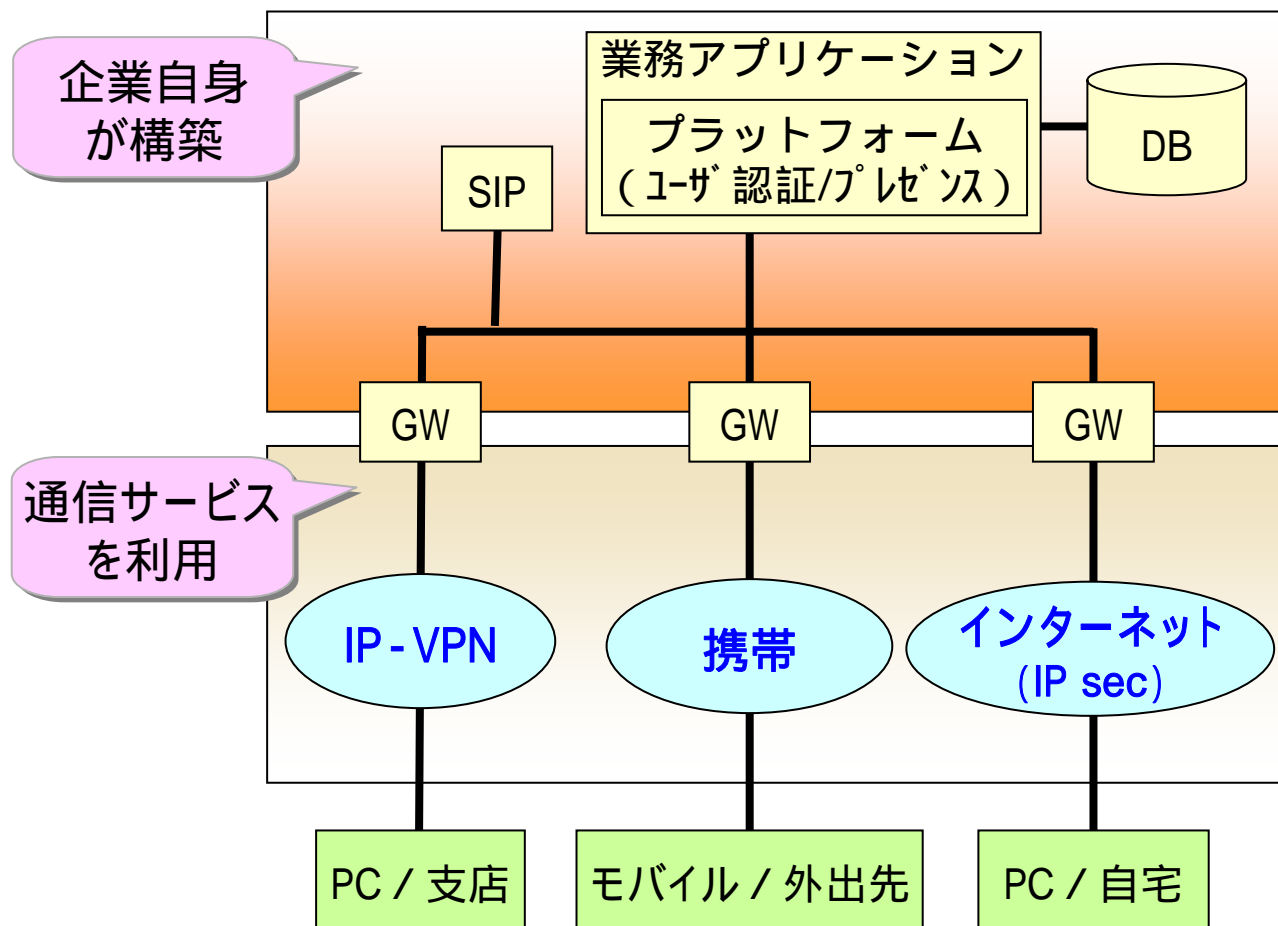 企業自身
が構築
業務アプリケーション
プラットフォーム
（ﾕｰｻﾞ認証/ﾌﾟﾚｾﾞﾝｽ）
DB
SIP
GW
GW
GW
通信サービス
を利用
IP-VPN
携帯
インターネット
(IP sec)
PC / 支店
モバイル / 外出先
PC / 自宅